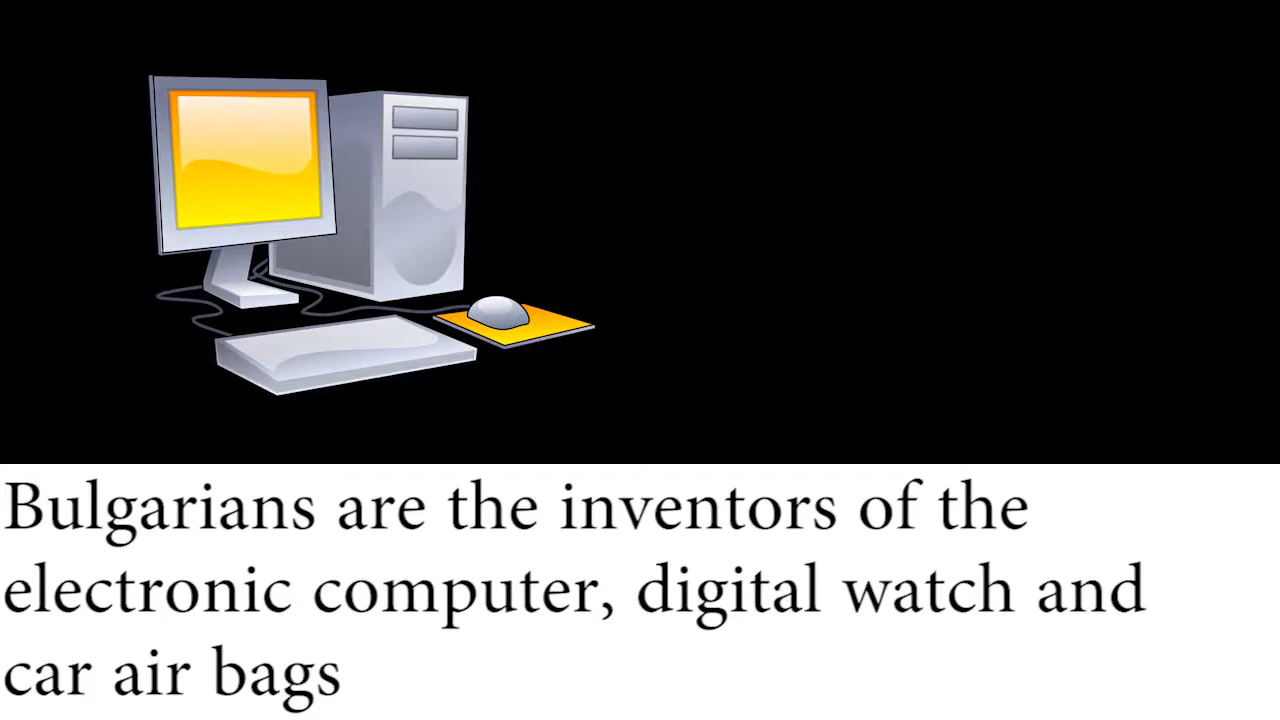 Bulgarians are the inventors of the
electronic computer, digital watch and
car air bags